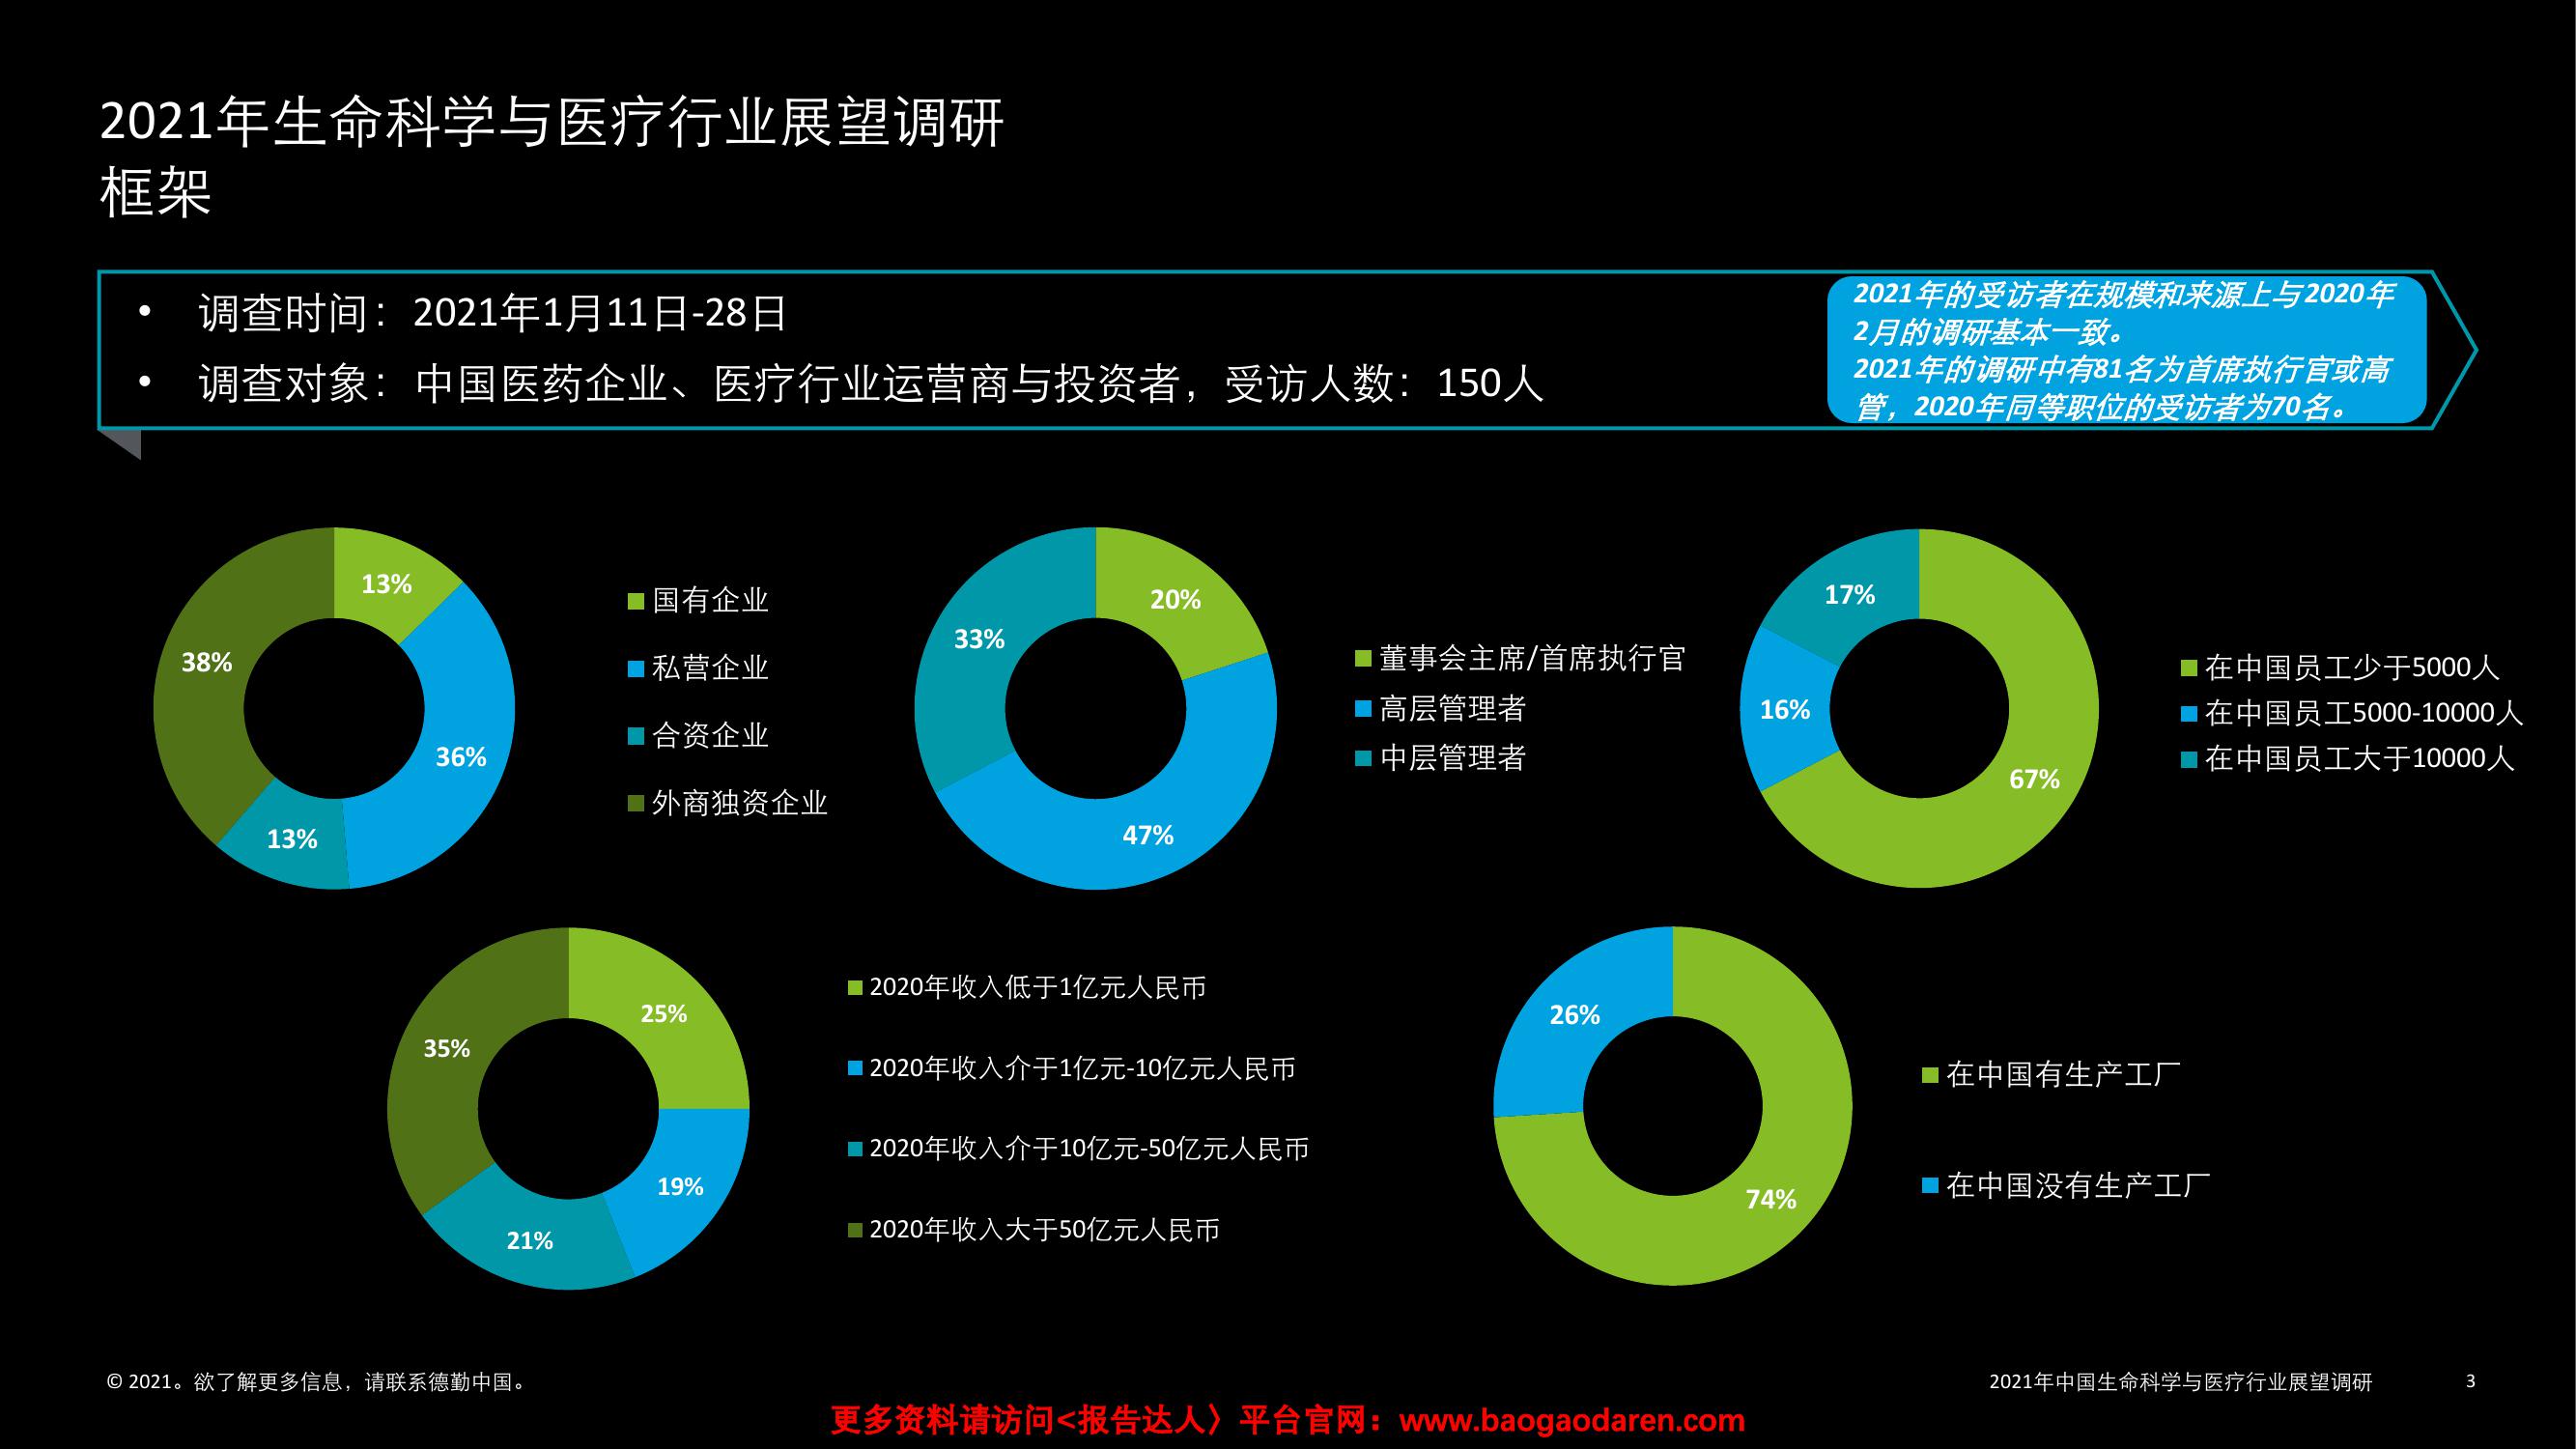 2021年生命科学与医疗行业展望调研
框架
• 调查时间：2021年1月11日-28日
• 调查对象：中国医药企业、医疗行业运营商与投资者，受访人数：150人
2021年的受访者在规模和来源上与2020年
2月的调研基本一致。
2021年的调研中有81名为首席执行官或高
管，2020年同等职位的受访者为70名。
13%
36%
13%
38%
国有企业
私营企业
合资企业
外商独资企业
20%
47%
33%
董事会主席/首席执行官
高层管理者
中层管理者
67%
16%
17%
在中国员工少于5000人
在中国员工5000-10000人
在中国员工大于10000人
25%
19%
21%
35%
2020年收入低于1亿元人民币
2020年收入介于1亿元-10亿元人民币
2020年收入介于10亿元-50亿元人民币
2020年收入大于50亿元人民币
74%
26%
在中国有生产工厂
在中国没有生产工厂
© 2021。欲了解更多信息，请联系德勤中国。
2021年中国生命科学与医疗行业展望调研 3
更多资料请访问<报告达人〉平台官网：www.baogaodaren.com